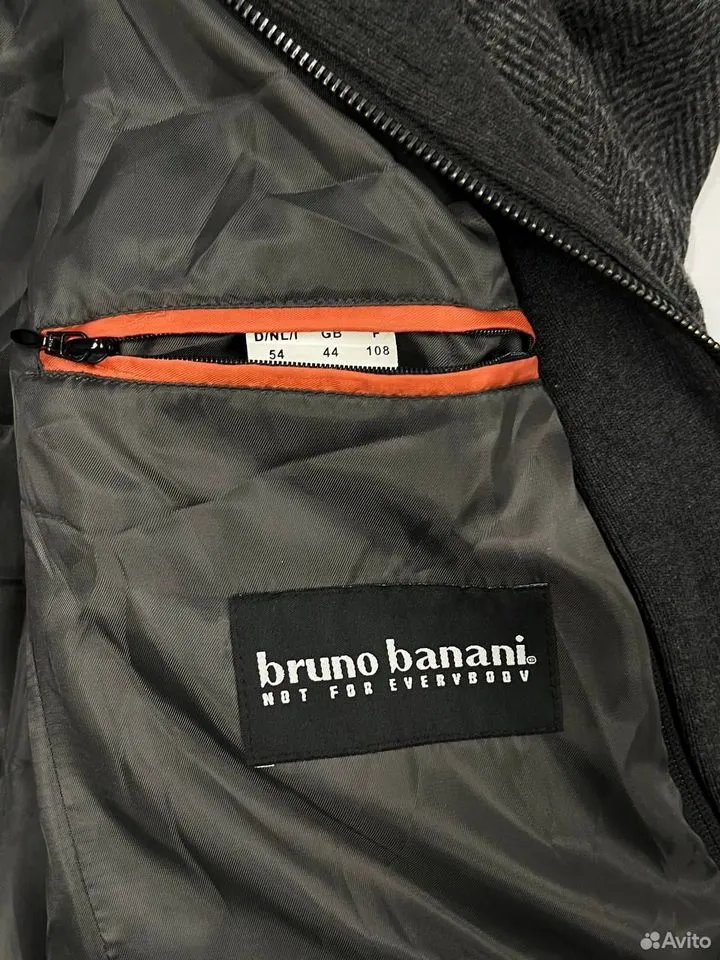 D/NL/I GB F
54 44 108
bruno banani®
NOT FOR EVERYBODY
Avito